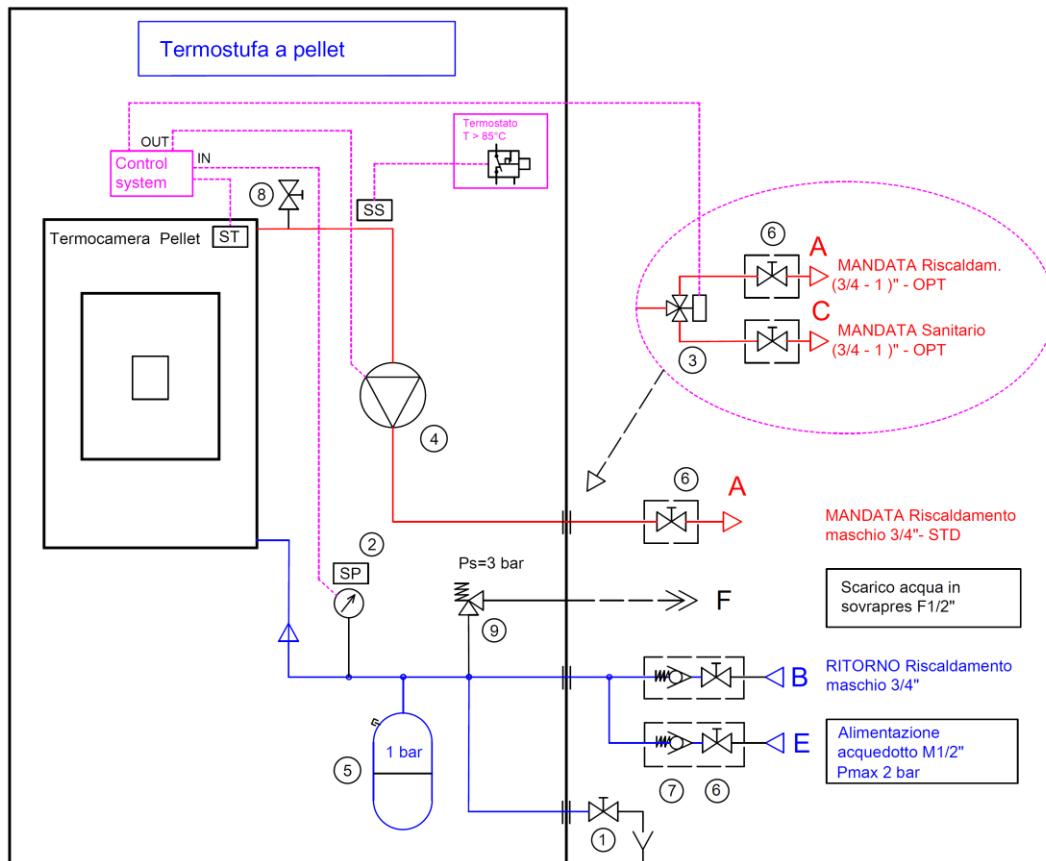 Termostufa a pellet
OUT
IN
Control
system
Termostato
T > 85°C
8
SS
Termocamera Pellet
ST
6
A
MANDATA Riscaldam.
(3/4 - 1 )" - OPT
C
MANDATA Sanitario
(3/4 - 1 )" - OPT
3
4
6
A
MANDATA Riscaldamento
maschio 3/4"- STD
2
SP
Ps=3 bar
9
F
Scarico acqua in
sovrapres F1/2"
B
RITORNO Riscaldamento
maschio 3/4"
1 bar
5
E
Alimentazione
acquedotto M1/2"
Pmax 2 bar
7
6
1